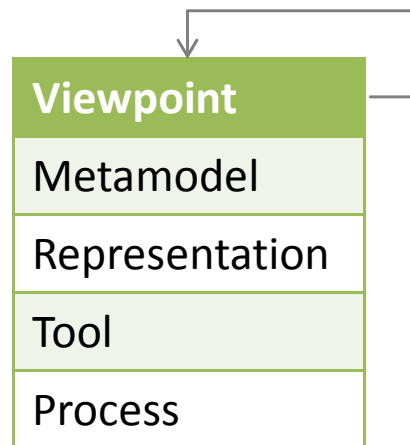 Viewpoint
Metamodel
Representation
Tool
Process